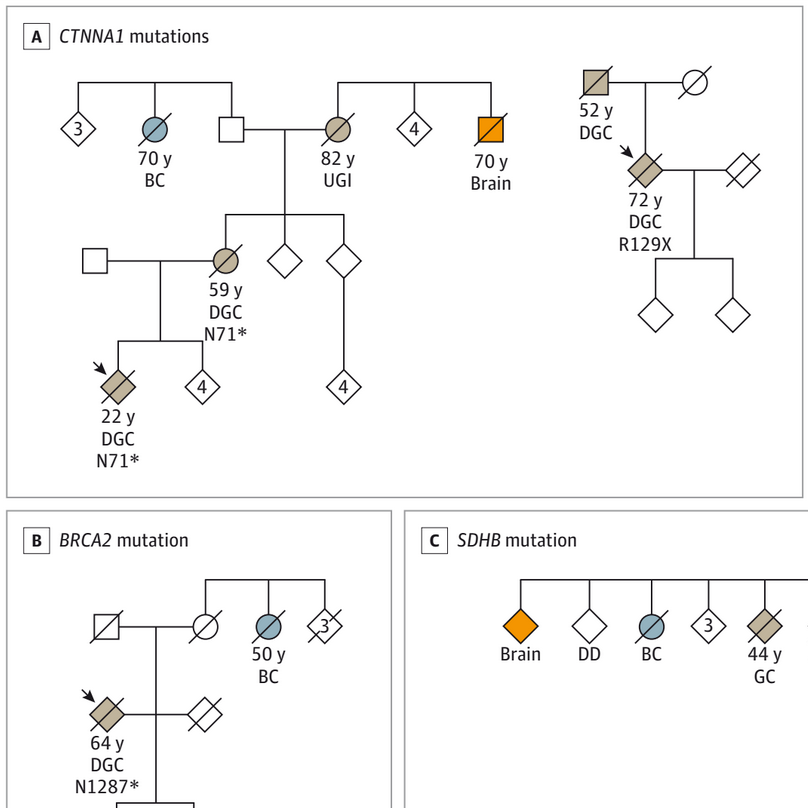 A CTNNA1 mutations
3
70 y
BC
82 y
UGI
4
70 y
Brain
52 y
DGC
72 y
DGC
R129X
59 y
DGC
N71*
22 y
DGC
N71*
4
4
B BRCA2 mutation
50 y
BC
3
64 y
DGC
N1287*
C SDHB mutation
Brain
DD
BC
3
44 y
GC